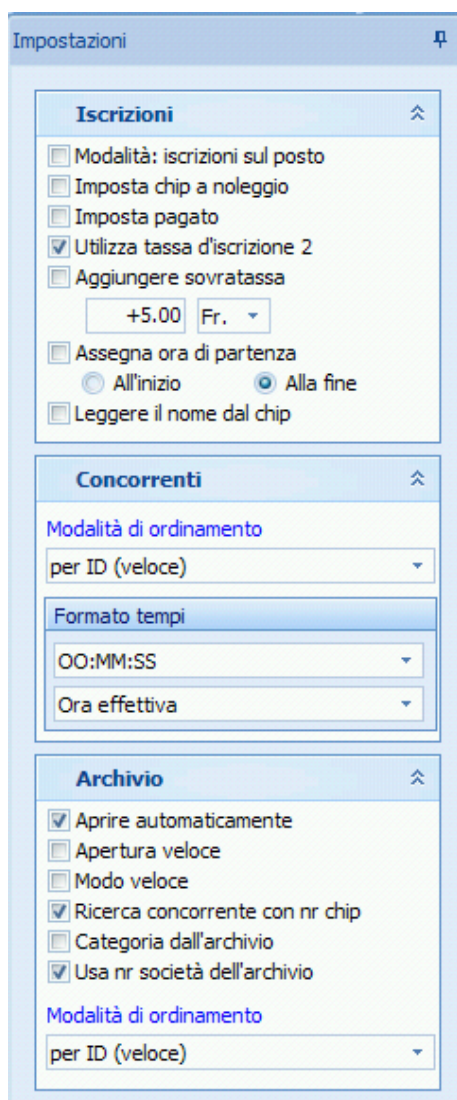 Impostazioni
Iscrizioni
Modalità: iscrizioni sul posto
Imposta chip a noleggio
Imposta pagato
Utilizza tassa d'iscrizione 2
Aggiungere sovratassa
+5.00 Fr.
Assegna ora di partenza
All'inizio Alla fine
Leggere il nome dal chip
Concorrenti
Modalità di ordinamento
per ID (veloce)
Formato tempi
OO:MM:SS
Ora effettiva
Archivio
Aprire automaticamente
Apertura veloce
Modo veloce
Ricerca concorrente con nr chip
Categoria dall'archivio
Usa nr società dell'archivio
Modalità di ordinamento
per ID (veloce)